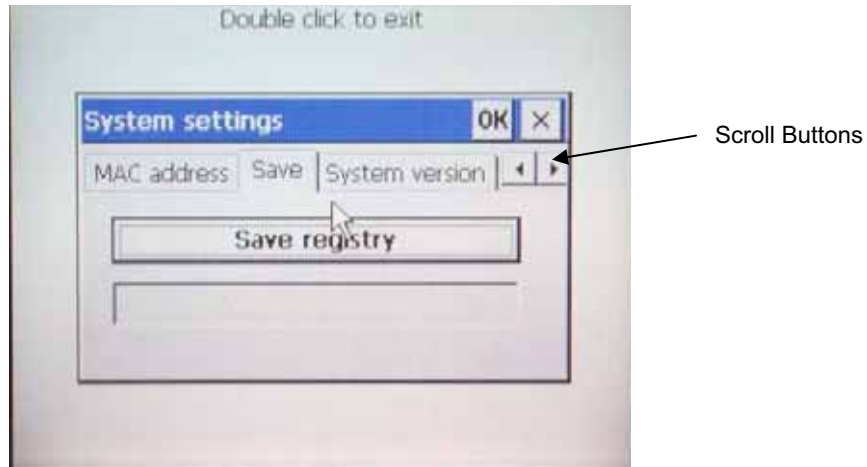 Double click to exit
System settings OK ×
Scroll Buttons
MAC address Save System version
Save registry